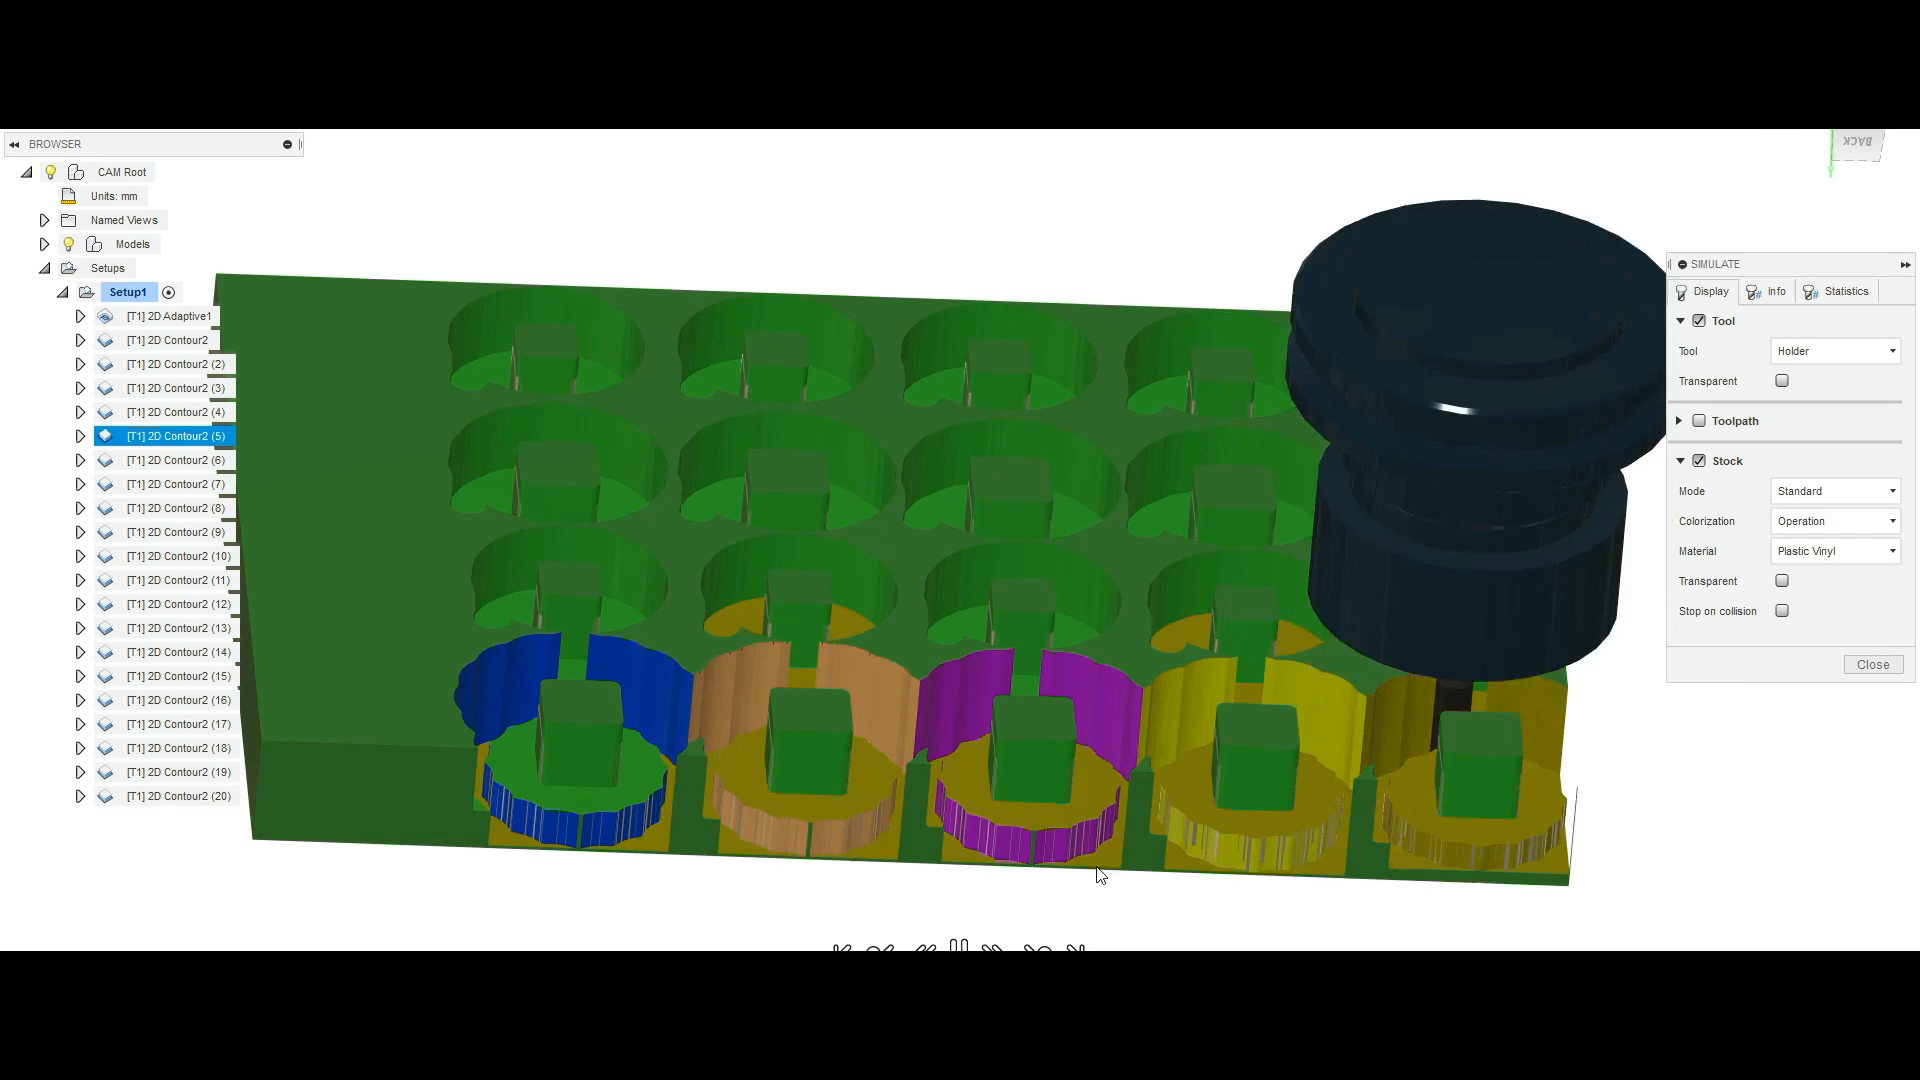 BROWSER
CAM Root
Units: mm
Named Views
Models
Setups
Setup1
[T1] 2D Adaptive1
[T1] 2D Contour2
[T1] 2D Contour2 (2)
[T1] 2D Contour2 (3)
[T1] 2D Contour2 (4)
[T1] 2D Contour2 (5)
[T1] 2D Contour2 (6)
[T1] 2D Contour2 (7)
[T1] 2D Contour2 (8)
[T1] 2D Contour2 (9)
[T1] 2D Contour2 (10)
[T1] 2D Contour2 (11)
[T1] 2D Contour2 (12)
[T1] 2D Contour2 (13)
[T1] 2D Contour2 (14)
[T1] 2D Contour2 (15)
[T1] 2D Contour2 (16)
[T1] 2D Contour2 (17)
[T1] 2D Contour2 (18)
[T1] 2D Contour2 (19)
[T1] 2D Contour2 (20)
BACK
SIMULATE
Display Info Statistics
Tool
Tool Holder
Transparent
Toolpath
Stock
Mode Standard
Colorization Operation
Material Plastic Vinyl
Transparent
Stop on collision
Close